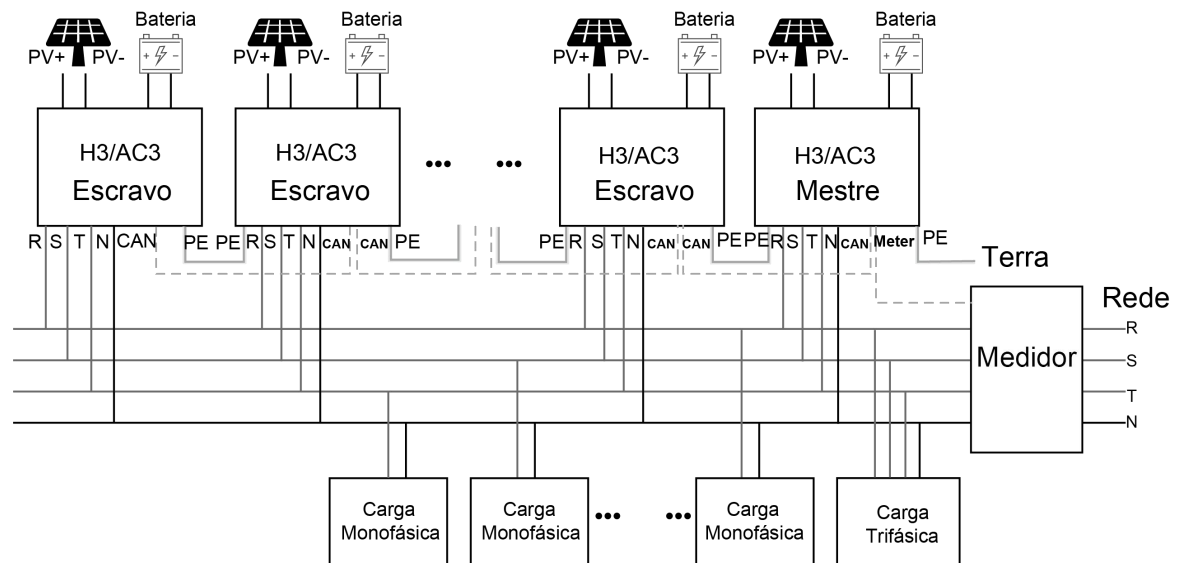 Bateria
Bateria
Bateria
Bateria
PV+ PV-
PV+ PV-
PV+ PV-
PV+ PV-
H3/AC3
Escravo
H3/AC3
Escravo
••• •••
H3/AC3
Escravo
H3/AC3
Mestre
R S T N CAN PE PE R S T N CAN CAN PE PE R S T N CAN CAN PE PE R S T N CAN Meter PE
Terra
Rede
Medidor
R
S
T
N
Carga
Monofásica
Carga
Monofásica
••• •••
Carga
Monofásica
Carga
Trifásica